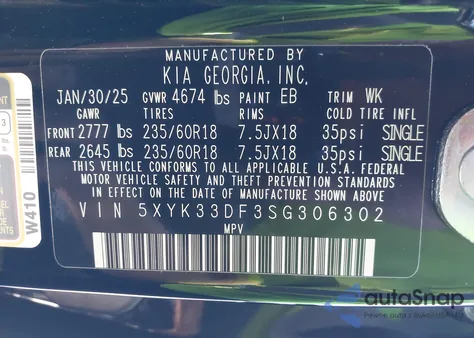 MANUFACTURED BY
KIA GEORGIA, INC.
JAN/30/25 GVWR 4674 lbs PAINT EB TRIM WK
GAWR TIRES RIMS COLD TIRE INFL
FRONT 2777 lbs 235/60R18 7.5JX18 35psi SINGLE
REAR 2645 lbs 235/60R18 7.5JX18 35psi SINGLE
THIS VEHICLE CONFORMS TO ALL APPLICABLE U.S.A. FEDERAL
MOTOR VEHICLE SAFETY AND THEFT PREVENTION STANDARDS
IN EFFECT ON THE DATE OF MANUFACTURE SHOWN ABOVE.
VIN 5XYK33DF3SG306302
MPV
W410
autaSnap